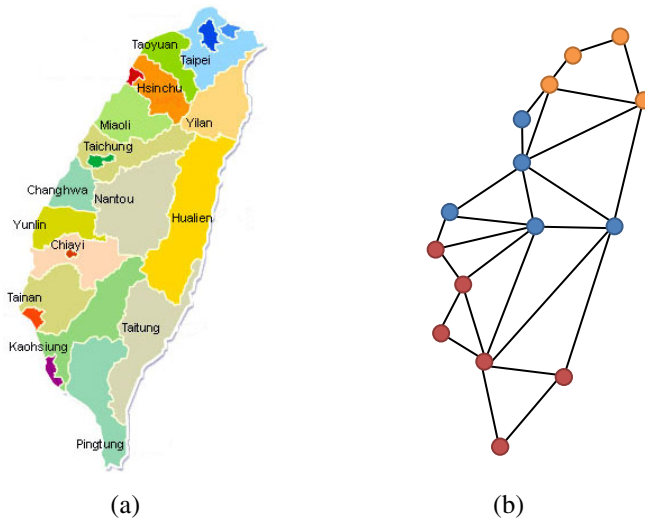 Taoyuan
Taipei
Hsinchu
Yilan
Miaoli
Taichung
Changhwa
Nantou
Hualien
Yunlin
Chiayi
Tainan
Taitung
Kaohsiung
Pingtung
(a)
(b)